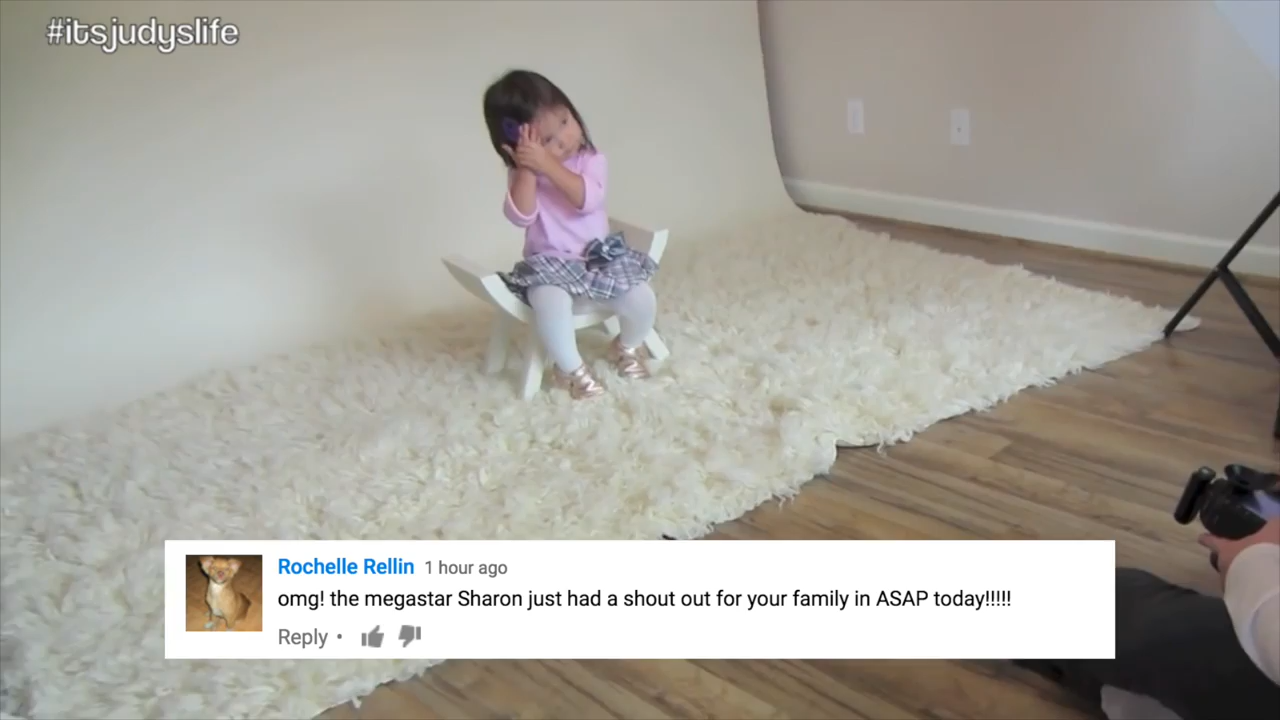 #itsjudyslife
Rochelle Rellin 1 hour ago
omg! the megastar Sharon just had a shout out for your family in ASAP today!!!!!
Reply •